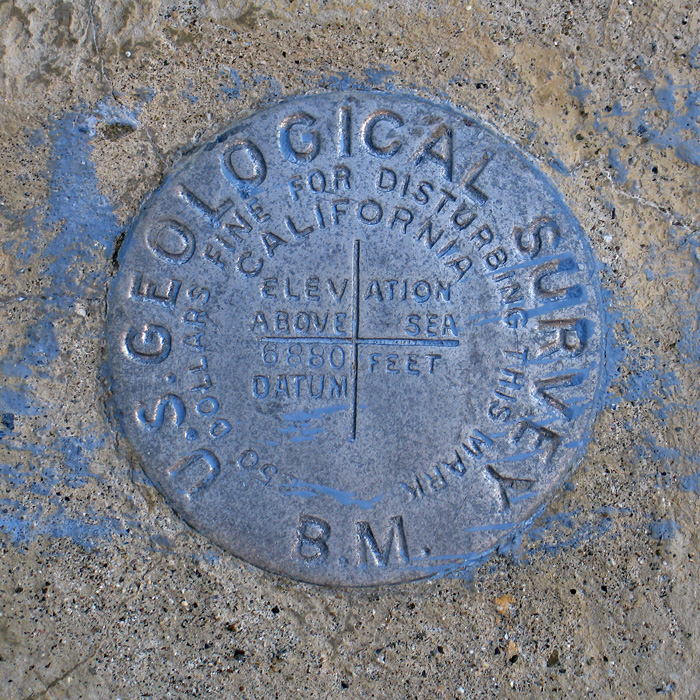 U.S. GEOLOGICAL SURVEY
250 DOLLARS FINE FOR DISTURBING THIS MARK
CALIFORNIA
ELEVATION
ABOVE SEA
6880 FEET
DATUM
B.M.